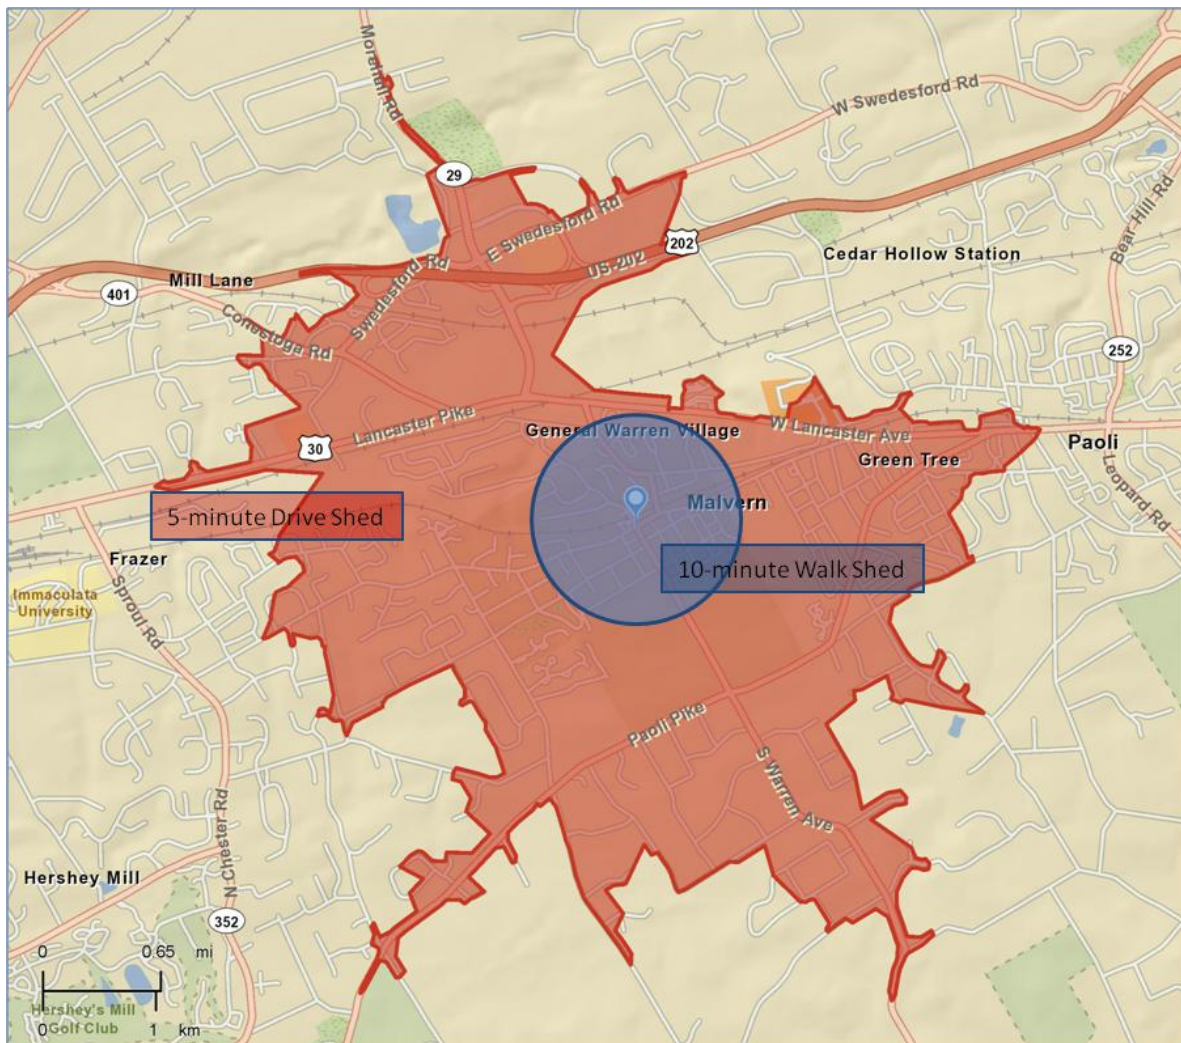 Morehall Rd
W Swedesford Rd
29
Bear Hill Rd
E Swedesford Rd
202
US-202
Cedar Hollow Station
Mill Lane
401
Swedesford Rd
Conestoga Rd
252
Lancaster Pike
General Warren Village
W Lancaster Ave
30
Green Tree
Paoli
Leopard Rd
Malvern
5-minute Drive Shed
Frazer
10-minute Walk Shed
Immaculata
University
Sproul Rd
Paoli Pike
S Warren Ave
N Chester Rd
Hershey Mill
352
0 0.65 mi
Hershey's Mill
Golf Club
0 1 km